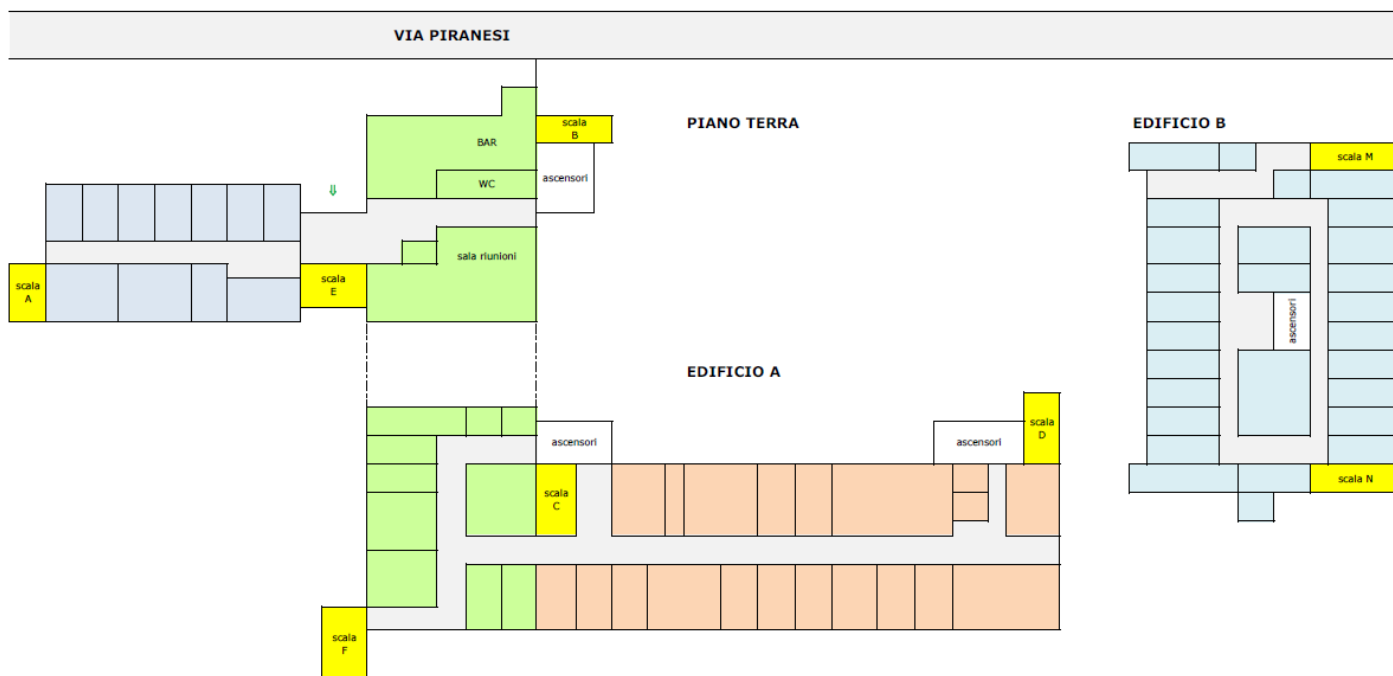 VIA PIRANESI
scala
B
PIANO TERRA
EDIFICIO B
BAR
scala M
WC
ascensori
⇓
sala riunioni
scala
A
scala
E
ascensori
EDIFICIO A
ascensori
ascensori
scala
D
scala
C
scala N
scala
F